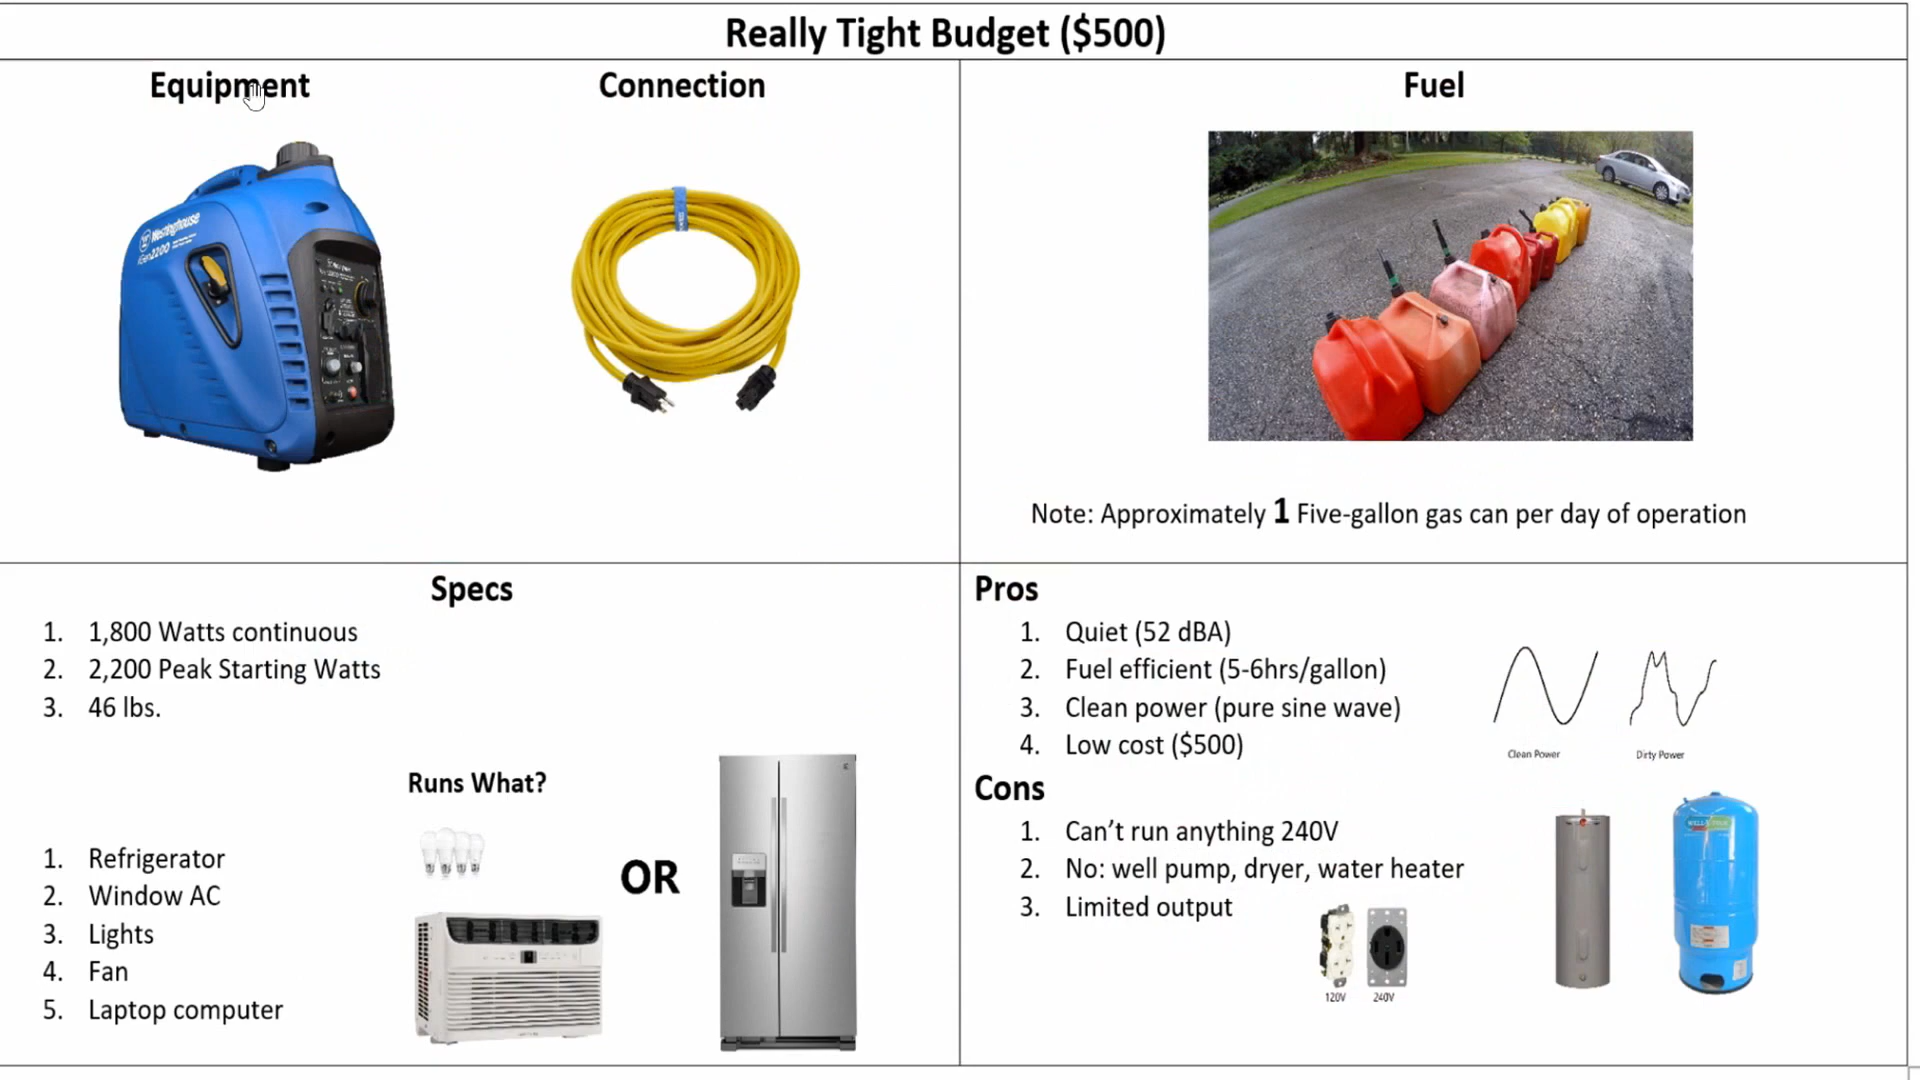 Really Tight Budget ($500)
Equipment
Connection
Fuel
Westinghouse
iGen2200
Note: Approximately 1 Five-gallon gas can per day of operation
Specs
1. 1,800 Watts continuous
2. 2,200 Peak Starting Watts
3. 46 lbs.
Runs What?
1. Refrigerator
2. Window AC
3. Lights
4. Fan
5. Laptop computer
OR
Pros
1. Quiet (52 dBA)
2. Fuel efficient (5-6hrs/gallon)
3. Clean power (pure sine wave)
4. Low cost ($500)
Clean Power
Dirty Power
Cons
1. Can’t run anything 240V
2. No: well pump, dryer, water heater
3. Limited output
120V
240V